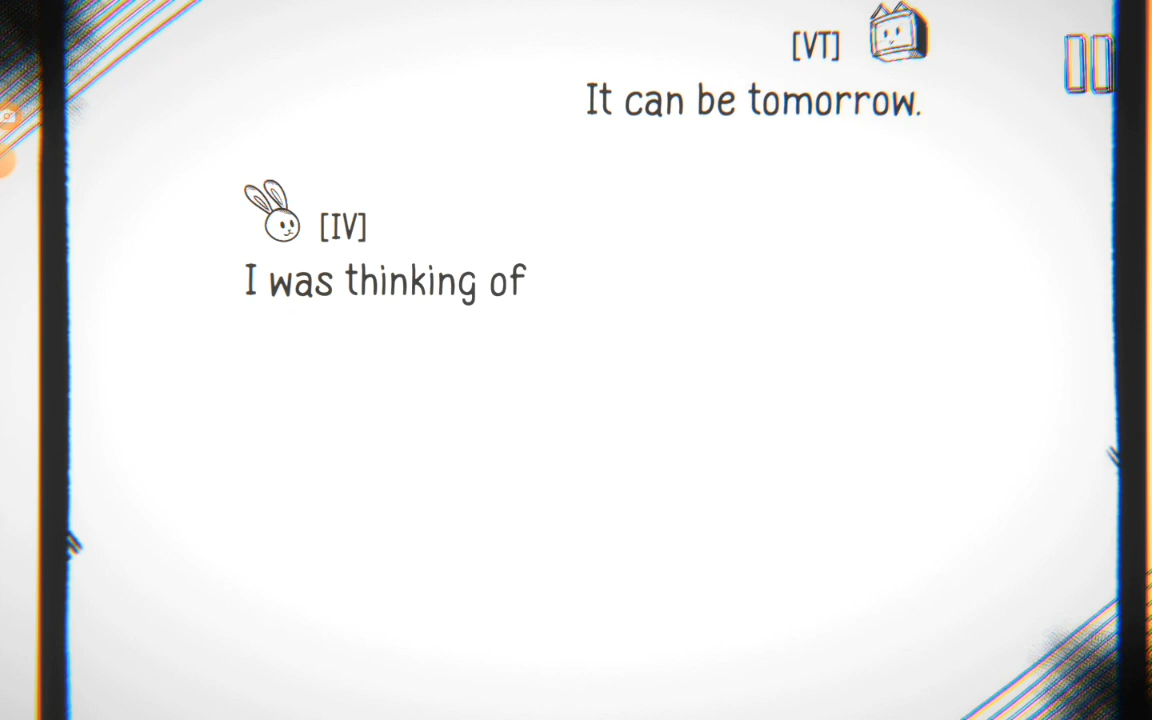 [VT]
It can be tomorrow.
[IV]
I was thinking of